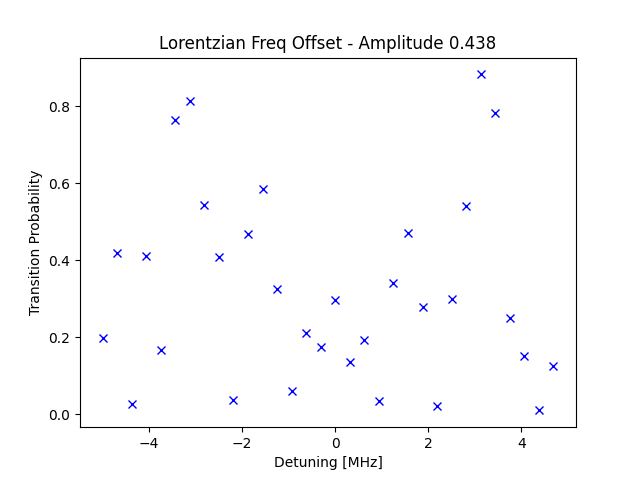 Lorentzian Freq Offset - Amplitude 0.438
Transition Probability
0.8
0.6
0.4
0.2
0.0
−4 −2 0 2 4
Detuning [MHz]